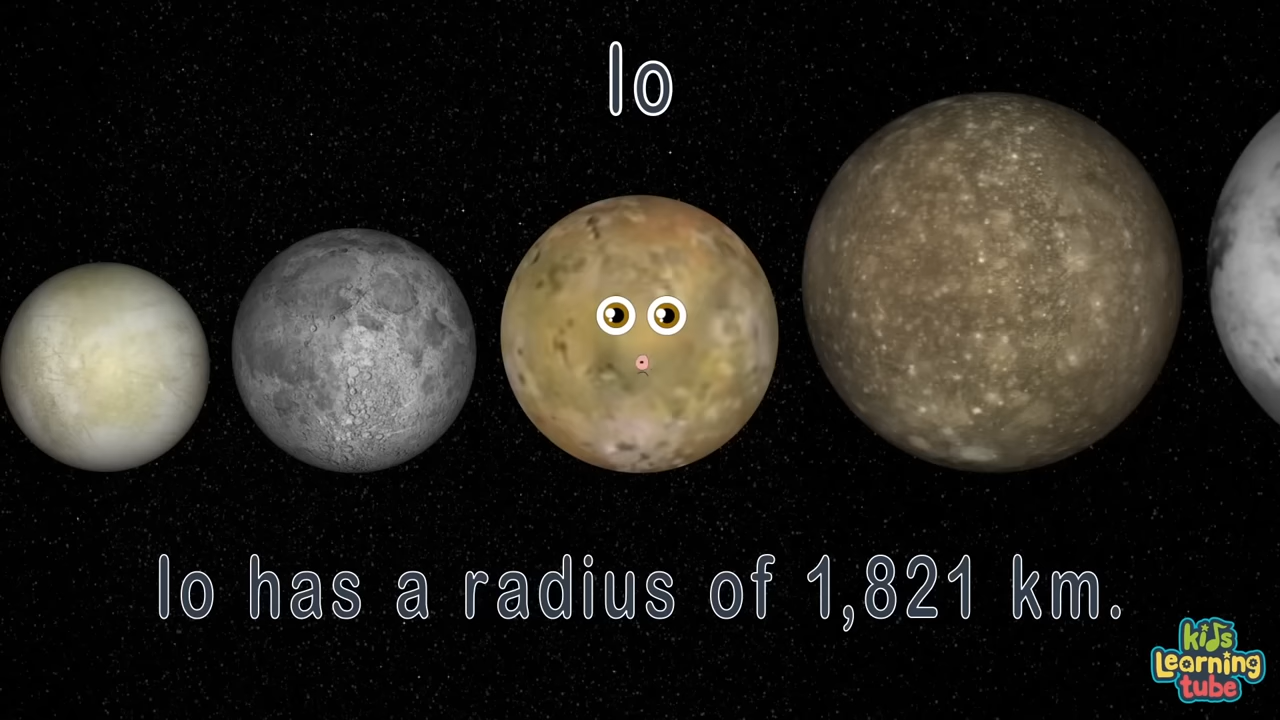 Io
Io has a radius of 1,821 km.
kids
Learning
tube